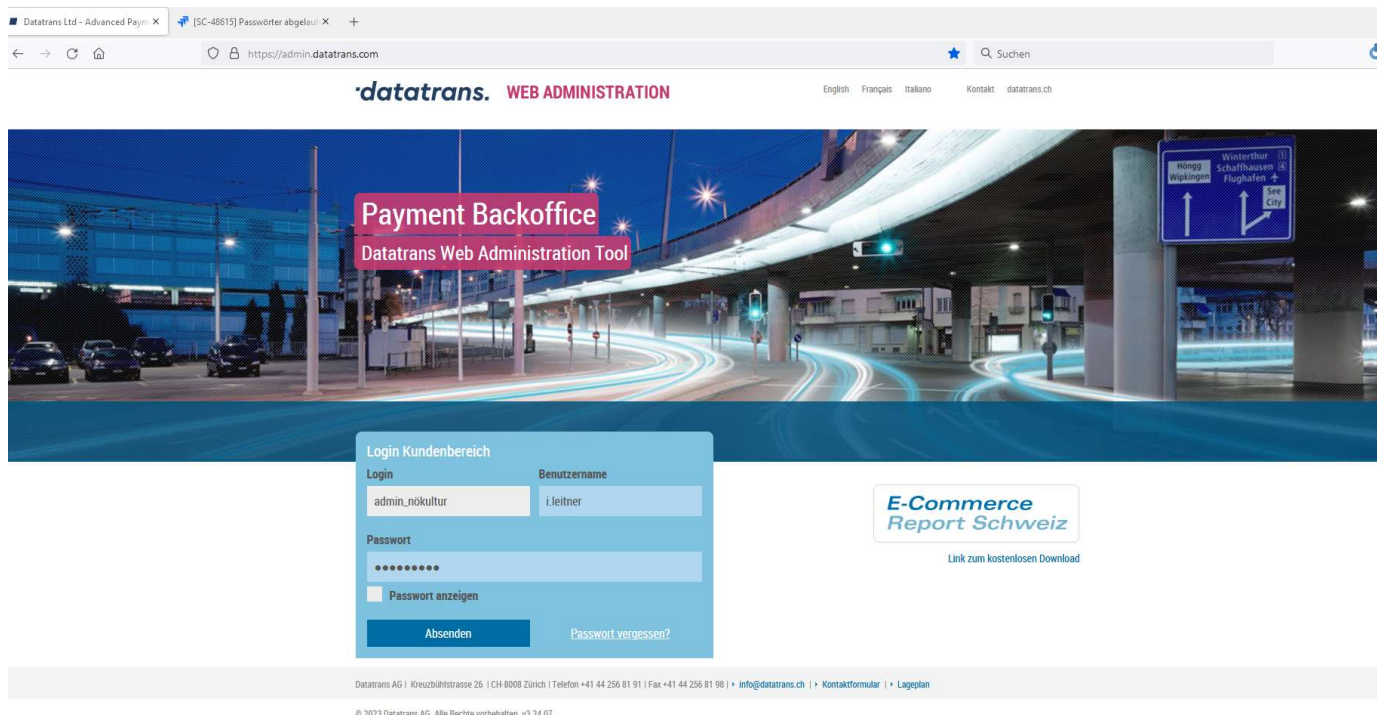 Datatrans Ltd - Advanced Paym
[SC-48615] Passwörter abgelauf
https://admin.datatrans.com
Suchen
datatrans. WEB ADMINISTRATION
English Français Italiano Kontakt datatrans.ch
Winterthur 1
Höngg Schaffhausen 4
Wipkingen Flughafen
See
City
Payment Backoffice
Datatrans Web Administration Tool
Login Kundenbereich
Login Benutzername
admin_nökultur i.leitner
E-Commerce
Report Schweiz
Passwort
Link zum kostenlosen Download
•••••••••
Passwort anzeigen
Absenden Passwort vergessen?
Datatrans AG | Kreuzbühlstrasse 26 | CH-8008 Zürich | Telefon +41 44 256 81 91 | Fax +41 44 256 81 98 | info@datatrans.ch | Kontaktformular | Lageplan
© 2023 Datatrans AG. Alle Rechte vorbehalten. v3.24.07